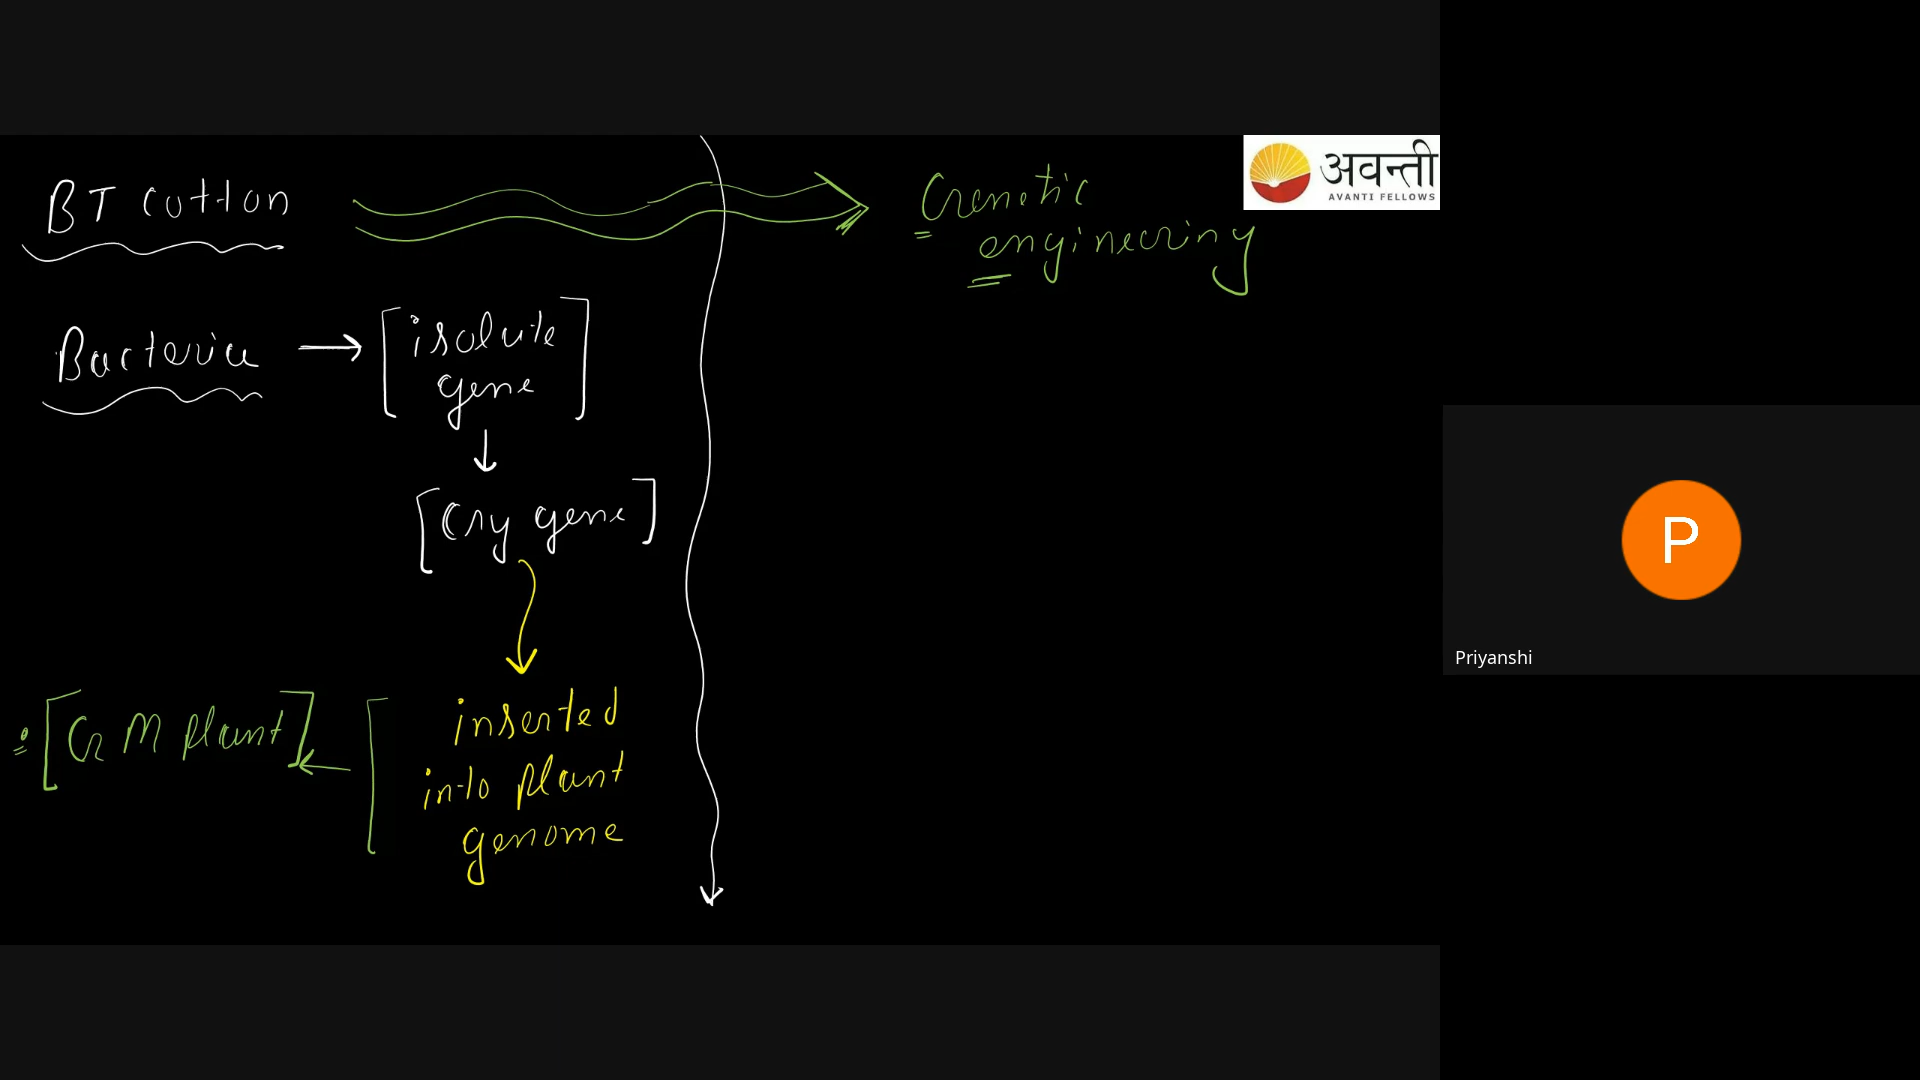 BT cotton
Genetic
engineering
अवन्ती
AVANTI FELLOWS
Bacteria → [isolate
gene]
↓
[Cry gene]
inserted
into plant
genome
[GM plant]
P
Priyanshi